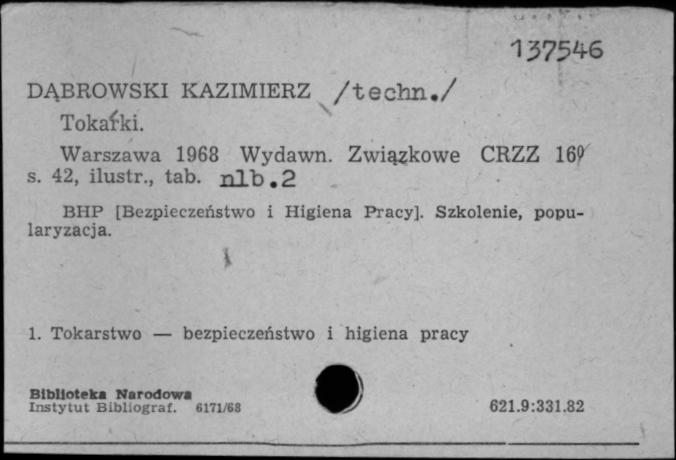 137546
DĄBROWSKI KAZIMIERZ /techn./
Tokarki.
Warszawa 1968 Wydawn. Związkowe CRZZ 16⁰
s. 42, ilustr., tab. nlb.2
BHP [Bezpieczeństwo i Higiena Pracy]. Szkolenie, popu-
laryzacja.
1. Tokarstwo — bezpieczeństwo i higiena pracy
Biblioteka Narodowa
Instytut Bibliograf. 6171/68
621.9:331.82